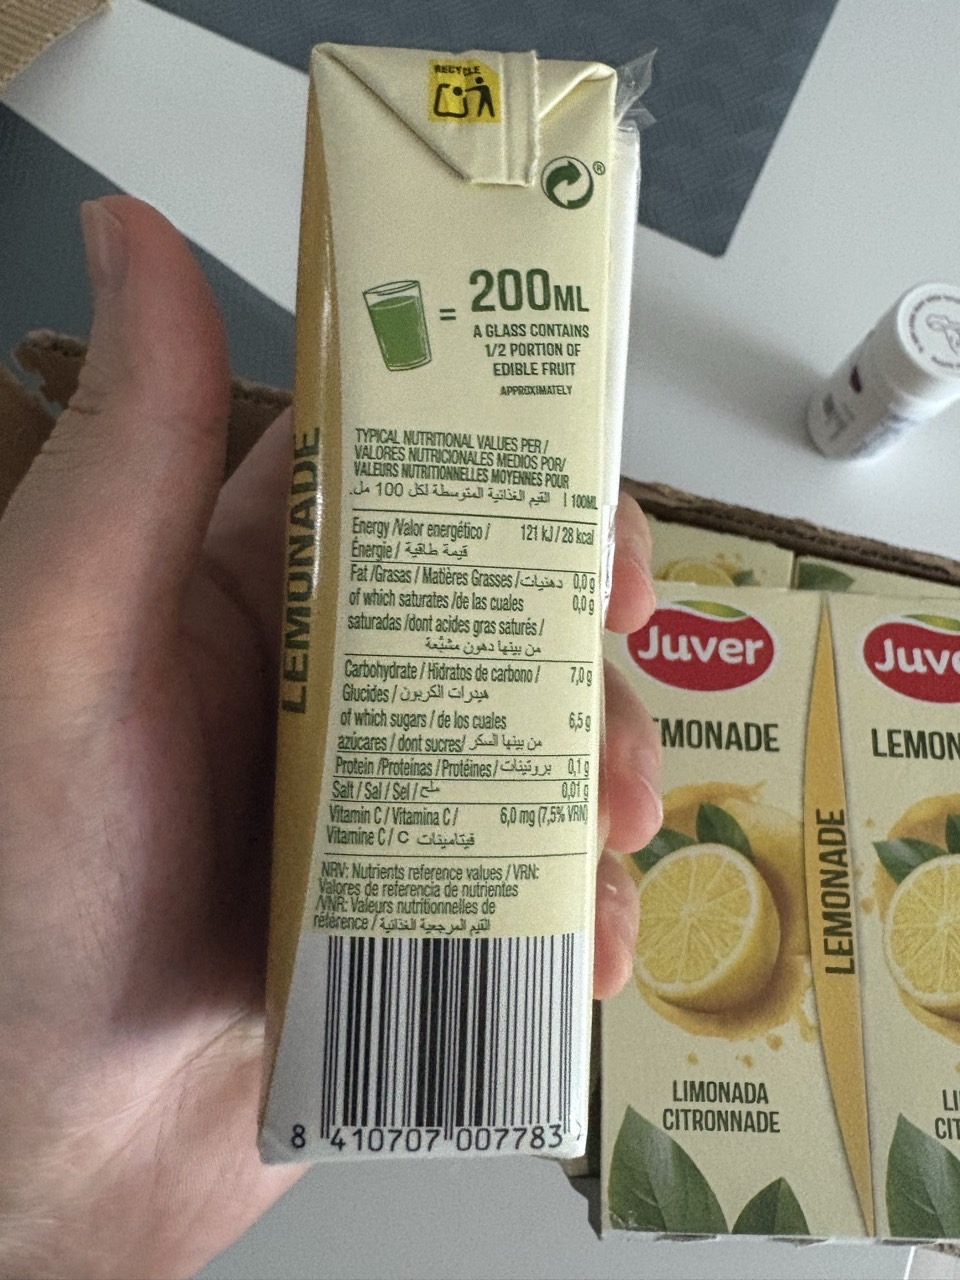 RECYCLE
®
= 200ML
A GLASS CONTAINS
1/2 PORTION OF
EDIBLE FRUIT
APPROXIMATELY
TYPICAL NUTRITIONAL VALUES PER /
VALORES NUTRICIONALES MEDIOS POR/
VALEURS NUTRITIONNELLES MOYENNES POUR
القيم الغذائية المتوسطة لكل 100 مل. | 100ML
Energy /Valor energético / 121 kJ / 28 kcal
Énergie / قيمة طاقية
Fat /Grasas / Matières Grasses / دهنيات 0,0 g
of which saturates /de las cuales 0,0 g
saturadas /dont acides gras saturés /
من بينها دهون مشبّعة
Carbohydrate / Hidratos de carbono / 7,0 g
Glucides / هيدرات الكربون
of which sugars / de los cuales 6,5 g
azúcares / dont sucres/ من بينها السكر
Protein /Proteínas / Protéines / بروتينات 0,1 g
Salt / Sal / Sel / ملح 0,01 g
Vitamin C / Vitamina C / 6,0 mg (7,5% VRN)
Vitamine C / فيتامينات C
NRV: Nutrients reference values / VRN:
Valores de referencia de nutrientes
/VNR: Valeurs nutritionnelles de
référence / القيم المرجعية الغذائية
8 410707 007783
LEMONADE
Juver
LEMONADE
LIMONADA
CITRONNADE
LEMONADE
Juve
LEMON
LI
CIT